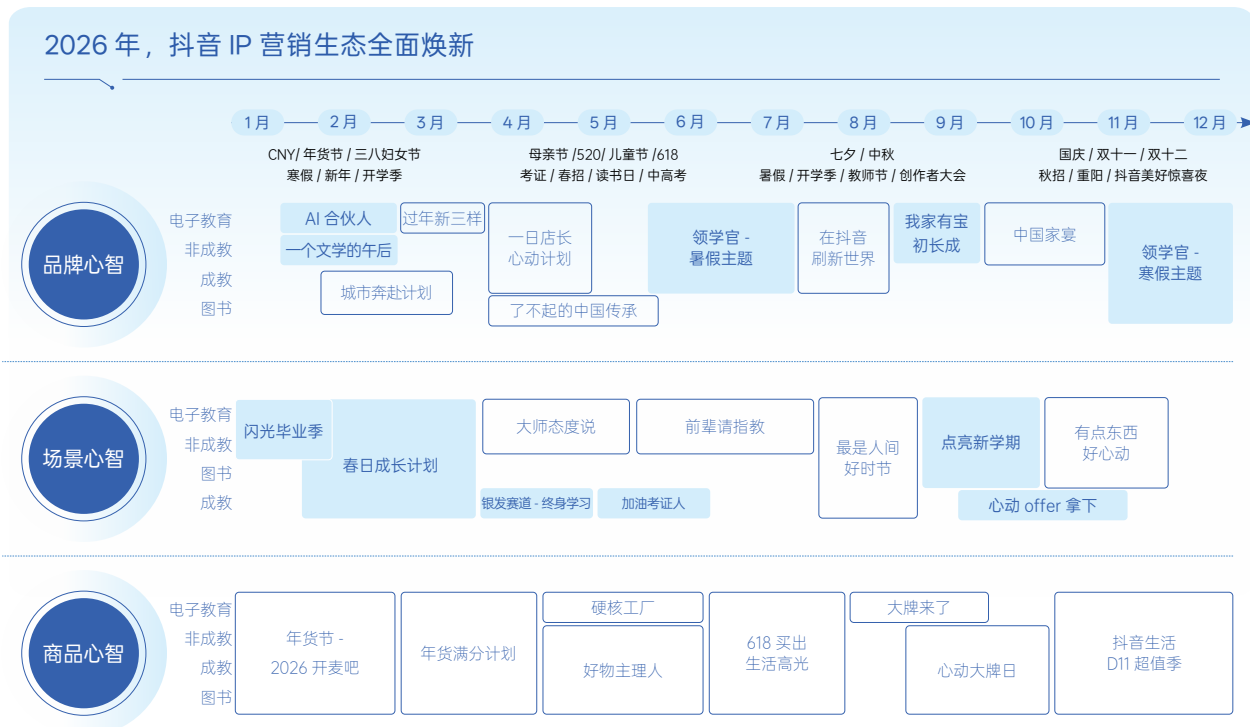 2026 年，抖音 IP 营销生态全面焕新
1 月
2 月
3 月
4 月
5 月
6 月
7 月
8 月
9 月
10 月
11 月
12 月
CNY/ 年货节 / 三八妇女节
寒假 / 新年 / 开学季
母亲节 /520/ 儿童节 /618
考证 / 春招 / 读书日 / 中高考
七夕 / 中秋
暑假 / 开学季 / 教师节 / 创作者大会
国庆 / 双十一 / 双十二
秋招 / 重阳 / 抖音美好惊喜夜
品牌心智
电子教育
非成教
成教
图书
AI 合伙人
一个文学的午后
过年新三样
城市奔赴计划
一日店长
心动计划
了不起的中国传承
领学官 -
暑假主题
在抖音
刷新世界
我家有宝
初长成
中国家宴
领学官 -
寒假主题
场景心智
电子教育
非成教
图书
成教
闪光毕业季
春日成长计划
大师态度说
银发赛道 - 终身学习
前辈请指教
加油考证人
最是人间
好时节
点亮新学期
心动 offer 拿下
有点东西
好心动
商品心智
电子教育
非成教
成教
图书
年货节 -
2026 开麦吧
年货满分计划
硬核工厂
好物主理人
618 买出
生活高光
大牌来了
心动大牌日
抖音生活
D11 超值季